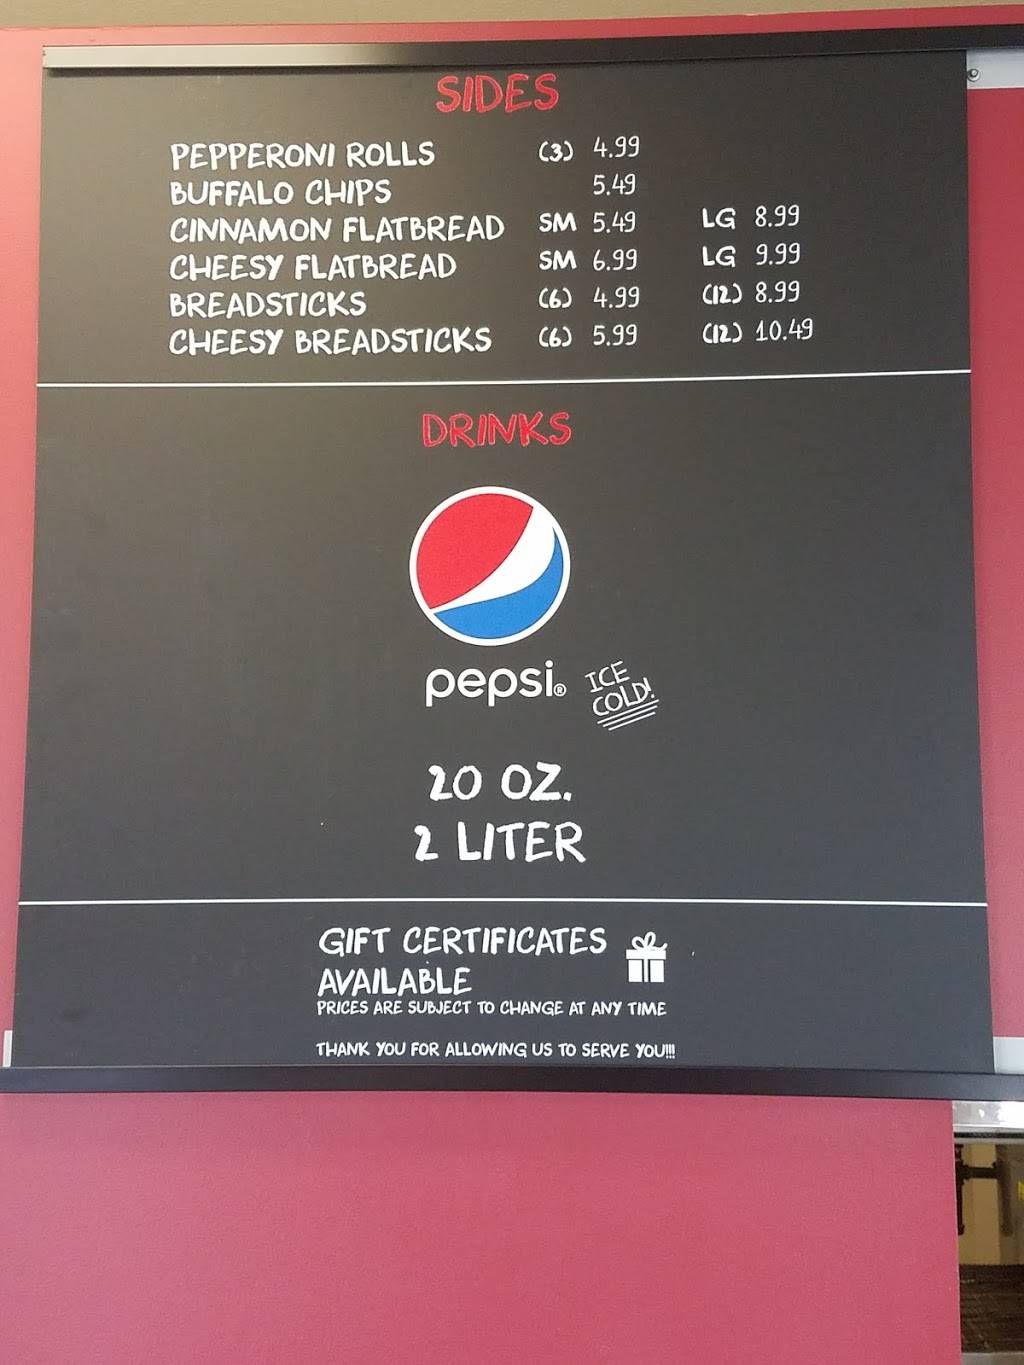 SIDES
PEPPERONI ROLLS (3) 4.99
BUFFALO CHIPS 5.49
CINNAMON FLATBREAD SM 5.49 LG 8.99
CHEESY FLATBREAD SM 6.99 LG 9.99
BREADSTICKS (6) 4.99 (12) 8.99
CHEESY BREADSTICKS (6) 5.99 (12) 10.49
DRINKS
pepsi®
ICE
COLD!
20 OZ.
2 LITER
GIFT CERTIFICATES
AVAILABLE
PRICES ARE SUBJECT TO CHANGE AT ANY TIME
THANK YOU FOR ALLOWING US TO SERVE YOU!!!